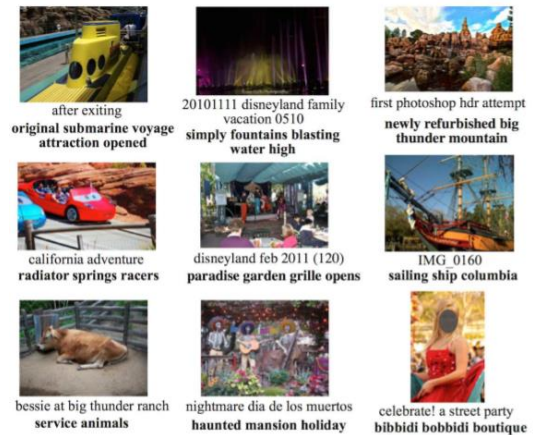 after exiting
original submarine voyage
attraction opened
20101111 disneyland family
vacation 0510
simply fountains blasting
water high
first photoshop hdr attempt
newly refurbished big
thunder mountain
california adventure
radiator springs racers
disneyland feb 2011 (120)
paradise garden grille opens
IMG_0160
sailing ship columbia
bessie at big thunder ranch
service animals
nightmare dia de los muertos
haunted mansion holiday
celebrate! a street party
bibbidi bobbidi boutique